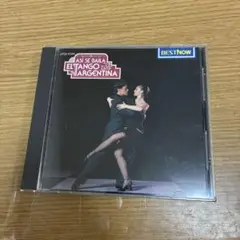 ASI SE BAILA
EL TANGO
ARGENTINA
BEST NOW